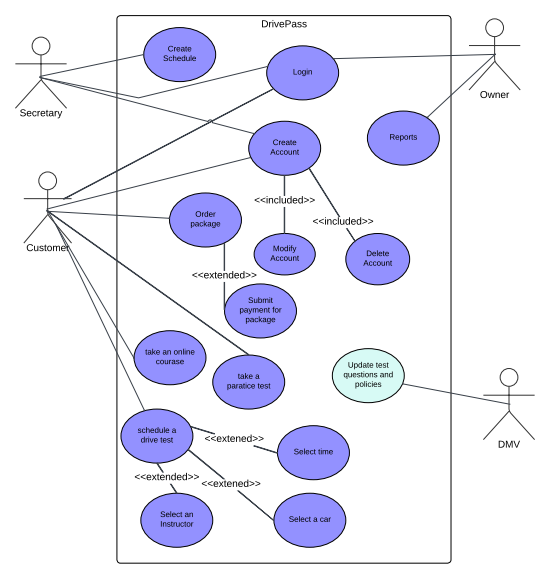 DrivePass
Create
Schedule
Login
Owner
Secretary
Reports
Create
Account
<<included>>
<<included>>
Order
package
Customer
Modify
Account
Delete
Account
<<extended>>
Submit
payment for
package
take an online
courase
take a
paratice test
Update test
questions and
policies
schedule a
drive test
<<extened>>
Select time
DMV
<<extended>>
<<extened>>
Select an
Instructor
Select a car